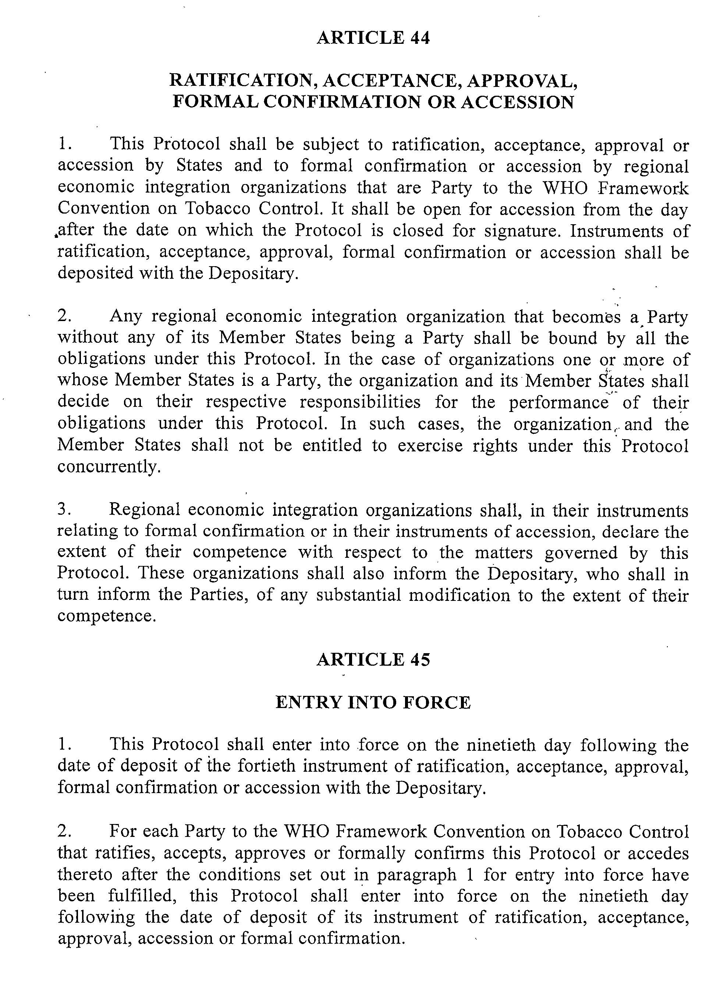 ARTICLE 44
RATIFICATION, ACCEPTANCE, APPROVAL,
FORMAL CONFIRMATION OR ACCESSION
1. This Protocol shall be subject to ratification, acceptance, approval or
accession by States and to formal confirmation or accession by regional
economic integration organizations that are Party to the WHO Framework
Convention on Tobacco Control. It shall be open for accession from the day
after the date on which the Protocol is closed for signature. Instruments of
ratification, acceptance, approval, formal confirmation or accession shall be
deposited with the Depositary.
2. Any regional economic integration organization that becomes a Party
without any of its Member States being a Party shall be bound by all the
obligations under this Protocol. In the case of organizations one or more of
whose Member States is a Party, the organization and its Member States shall
decide on their respective responsibilities for the performance of their
obligations under this Protocol. In such cases, the organization and the
Member States shall not be entitled to exercise rights under this Protocol
concurrently.
3. Regional economic integration organizations shall, in their instruments
relating to formal confirmation or in their instruments of accession, declare the
extent of their competence with respect to the matters governed by this
Protocol. These organizations shall also inform the Depositary, who shall in
turn inform the Parties, of any substantial modification to the extent of their
competence.
ARTICLE 45
ENTRY INTO FORCE
1. This Protocol shall enter into force on the ninetieth day following the
date of deposit of the fortieth instrument of ratification, acceptance, approval,
formal confirmation or accession with the Depositary.
2. For each Party to the WHO Framework Convention on Tobacco Control
that ratifies, accepts, approves or formally confirms this Protocol or accedes
thereto after the conditions set out in paragraph 1 for entry into force have
been fulfilled, this Protocol shall enter into force on the ninetieth day
following the date of deposit of its instrument of ratification, acceptance,
approval, accession or formal confirmation.